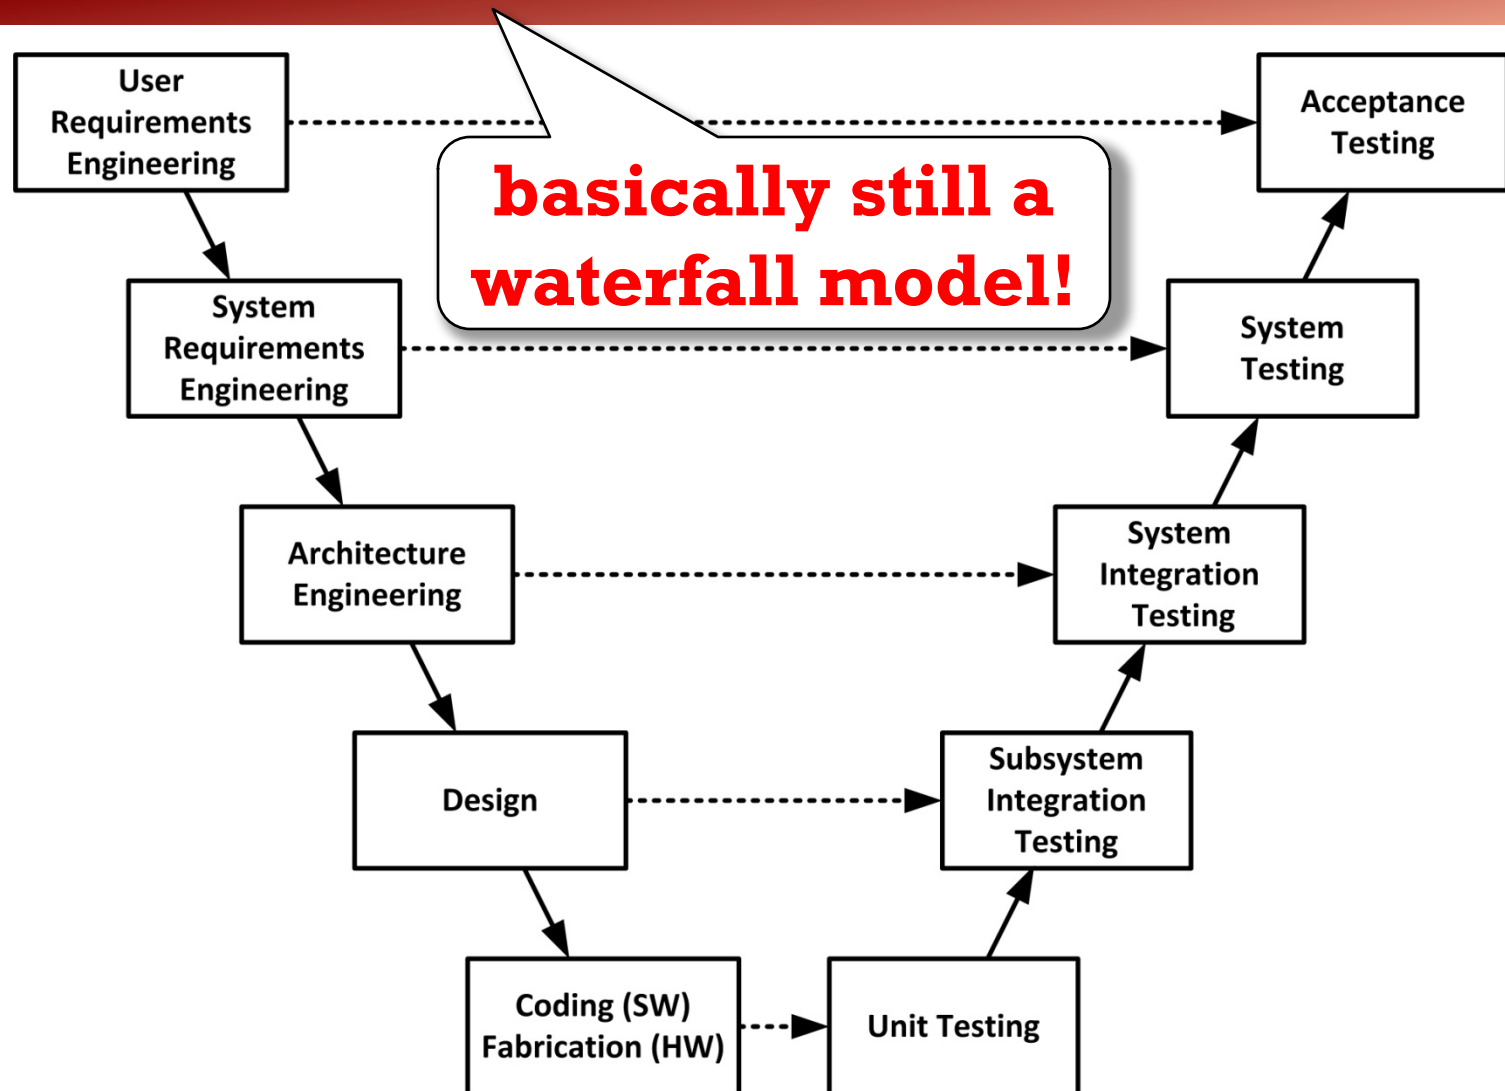 User
Requirements
Engineering
Acceptance
Testing
basically still a
waterfall model!
System
Requirements
Engineering
System
Testing
Architecture
Engineering
System
Integration
Testing
Design
Subsystem
Integration
Testing
Coding (SW)
Fabrication (HW)
Unit Testing